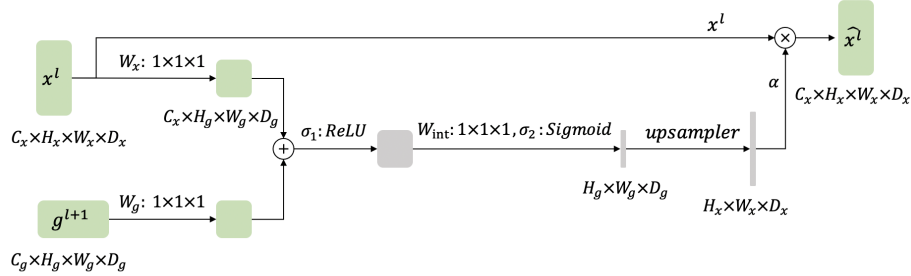 x^l
W_x: 1×1×1
x^l
\hat{x^l}
C_x×H_x×W_x×D_x
C_x×H_g×W_g×D_g
α
C_x×H_x×W_x×D_x
+
σ_1: ReLU
W_int: 1×1×1, σ_2: Sigmoid
upsampler
×
H_g×W_g×D_g
H_x×W_x×D_x
g^{l+1}
W_g: 1×1×1
C_g×H_g×W_g×D_g